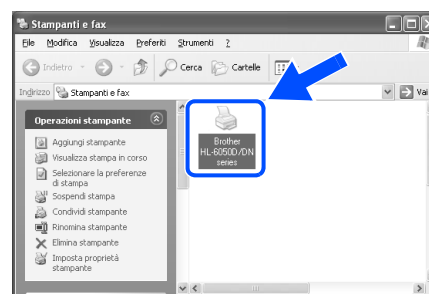 Stampanti e fax
File Modifica Visualizza Preferiti Strumenti ?
Indietro Cerca Cartelle
Indirizzo Stampanti e fax Vai
Operazioni stampante
Aggiungi stampante
Visualizza stampa in corso
Selezionare la preferenze
di stampa
Sospendi stampa
Condividi stampante
Rinomina stampante
Elimina stampante
Imposta proprietà
stampante
Brother
HL-6050D/DN
series